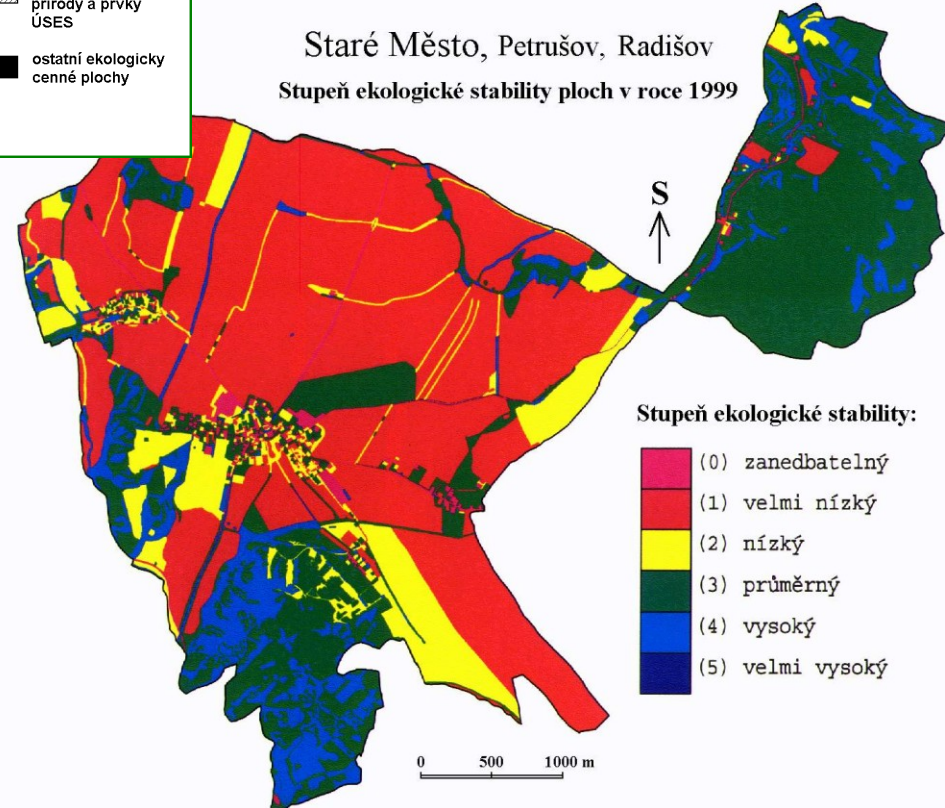 přírody a prvky
ÚSES
ostatní ekologicky
cenné plochy
Staré Město, Petrušov, Radišov
Stupeň ekologické stability ploch v roce 1999
S
Stupeň ekologické stability:
(0) zanedbatelný
(1) velmi nízký
(2) nízký
(3) průměrný
(4) vysoký
(5) velmi vysoký
0 500 1000 m